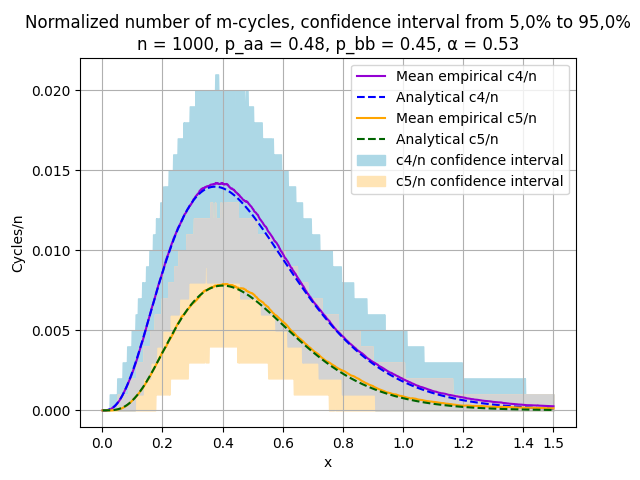 Normalized number of m-cycles, confidence interval from 5,0% to 95,0%
n = 1000, p_aa = 0.48, p_bb = 0.45, α = 0.53
Mean empirical c4/n
Analytical c4/n
Mean empirical c5/n
Analytical c5/n
c4/n confidence interval
c5/n confidence interval
Cycles/n
0.020
0.015
0.010
0.005
0.000
0.0 0.2 0.4 0.6 0.8 1.0 1.2 1.4 1.5
x